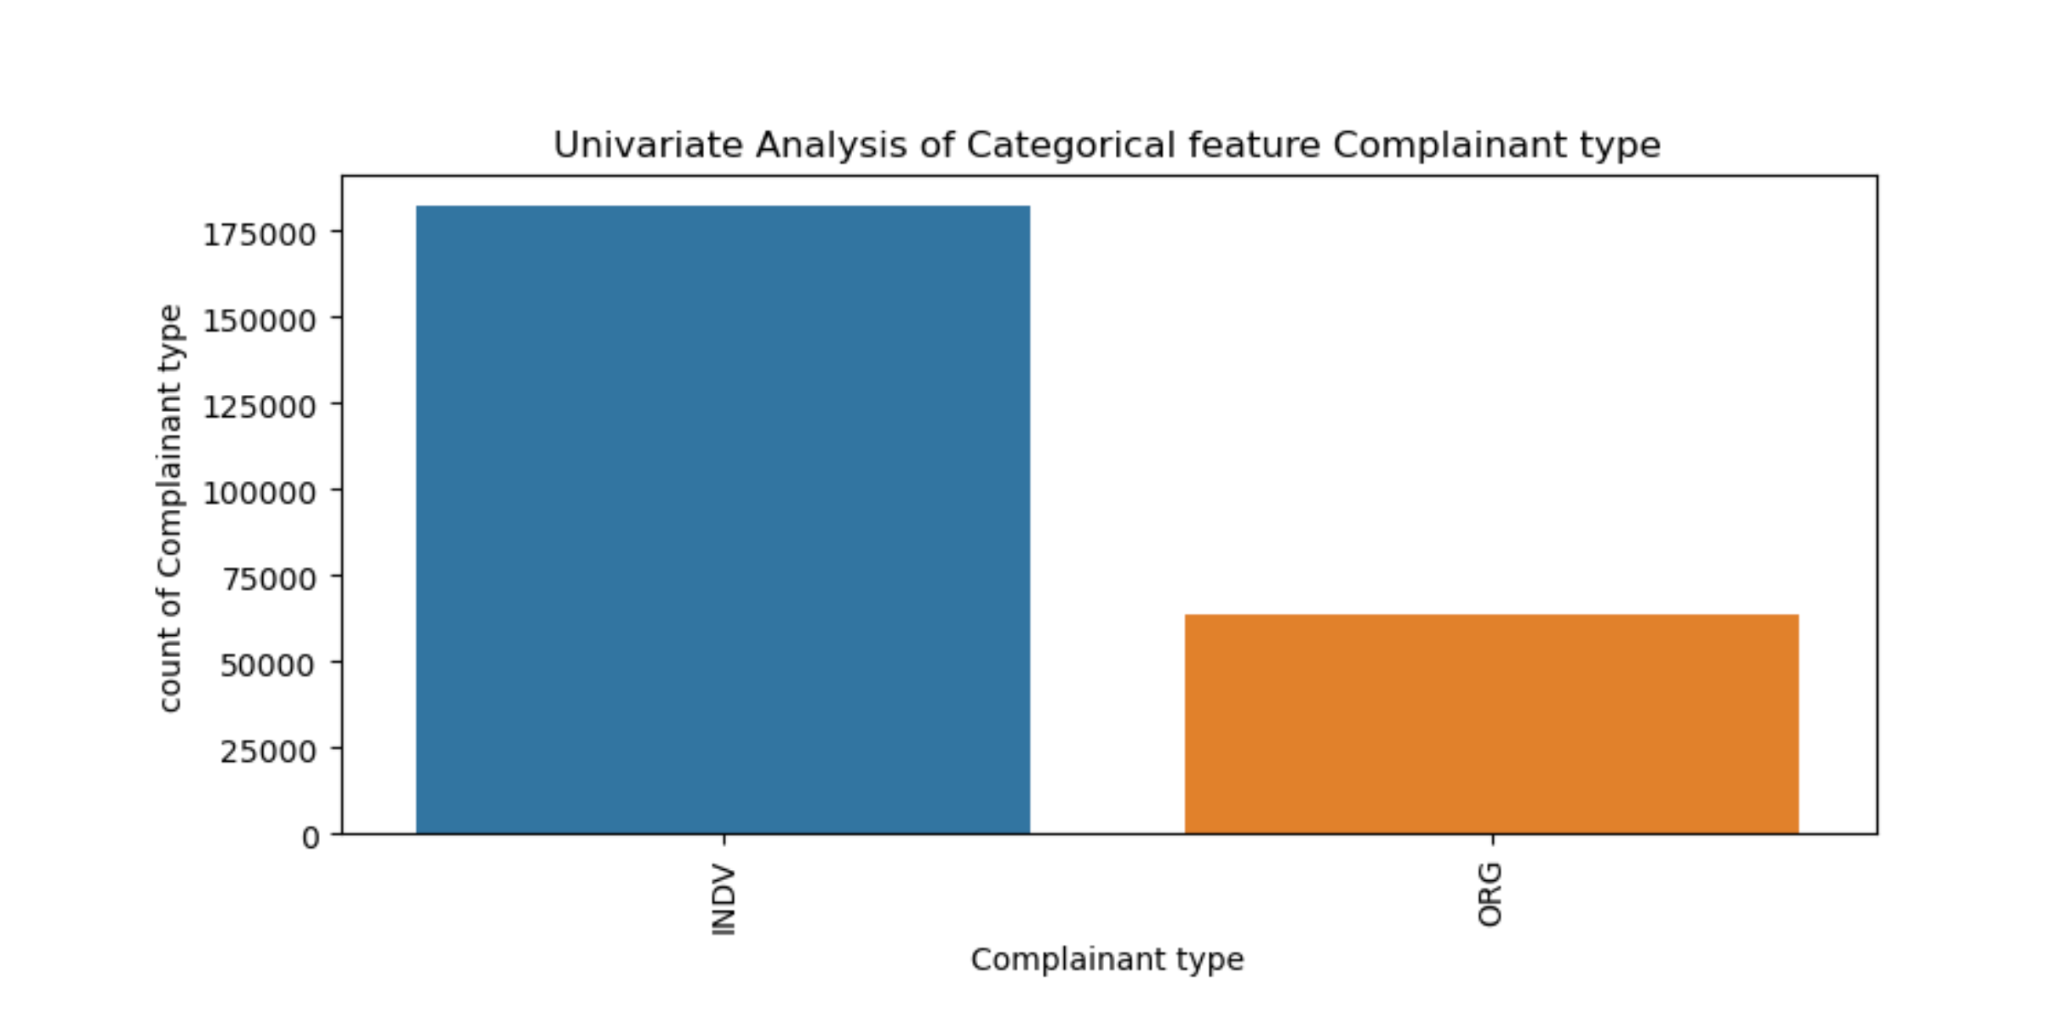 Univariate Analysis of Categorical feature Complainant type
count of Complainant type
175000
150000
125000
100000
75000
50000
25000
0
INDV
ORG
Complainant type